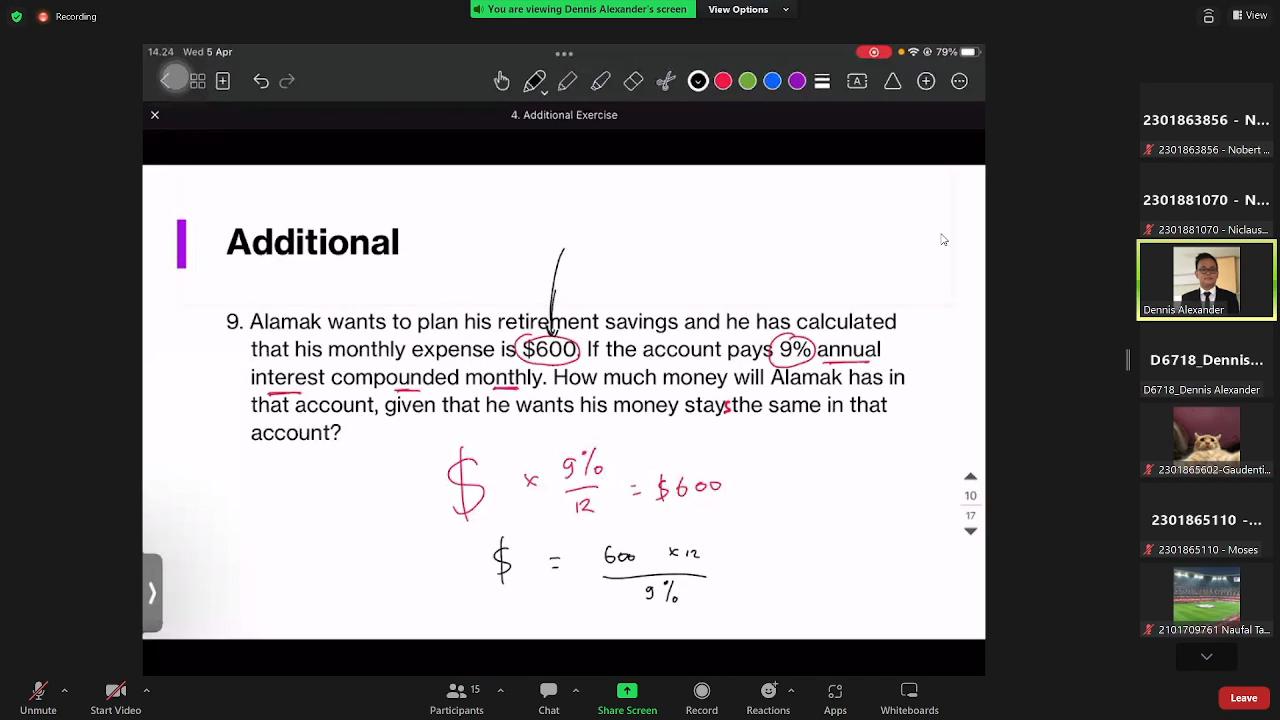 Recording
You are viewing Dennis Alexander's screen
View Options
View
14.24 Wed 5 Apr
79%
4. Additional Exercise
Additional
9. Alamak wants to plan his retirement savings and he has calculated
that his monthly expense is $600. If the account pays 9% annual
interest compounded monthly. How much money will Alamak has in
that account, given that he wants his money stays the same in that
account?
$ × 9%/12 = $600
$ = 600 × 12 / 9%
10
17
2301863856 - N...
2301863856 - Nobert ...
2301881070 - N...
2301881070 - Niclaus...
Dennis Alexander
D6718_Dennis...
D6718_Dennis Alexander
2301865602-Gaudenti...
2301865110 -...
2301865110 - Moses
2101709761 Naufal Ta...
Unmute
Start Video
15
Participants
Chat
Share Screen
Record
Reactions
Apps
Whiteboards
Leave